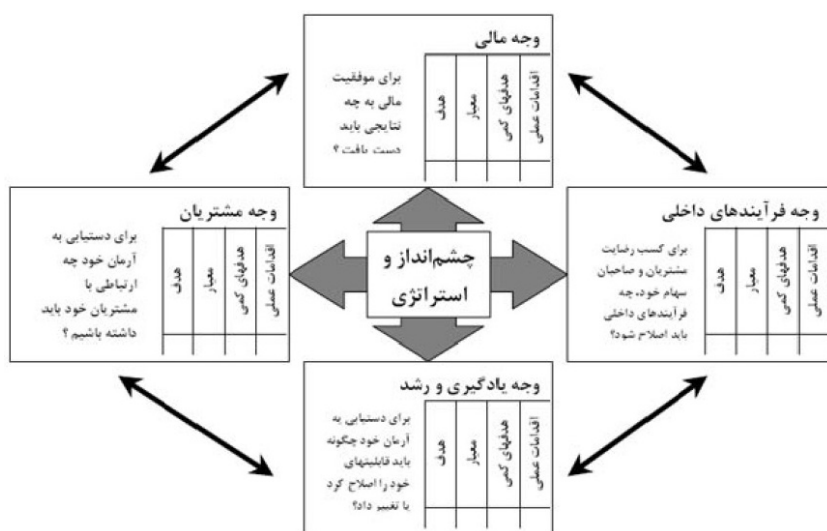 وجه مالی
برای موفقیت
مالی به چه
نتایجی باید
دست یافت؟
هدف
معیار
هدفهای کمی
اقدامات عملی
وجه فرآیندهای داخلی
برای کسب رضایت
مشتریان و صاحبان
سهام خود، چه
فرآیندهای داخلی
باید اصلاح شود؟
هدف
معیار
هدفهای کمی
اقدامات عملی
چشم‌انداز و
استراتژی
وجه مشتریان
برای دستیابی به
آرمان خود چه
ارتباطی با
مشتریان خود باید
داشته باشیم؟
هدف
معیار
هدفهای کمی
اقدامات عملی
وجه یادگیری و رشد
برای دستیابی به
آرمان خود چگونه
باید قابلیتهای
خود را اصلاح کرد
یا تغییر داد؟
هدف
معیار
هدفهای کمی
اقدامات عملی